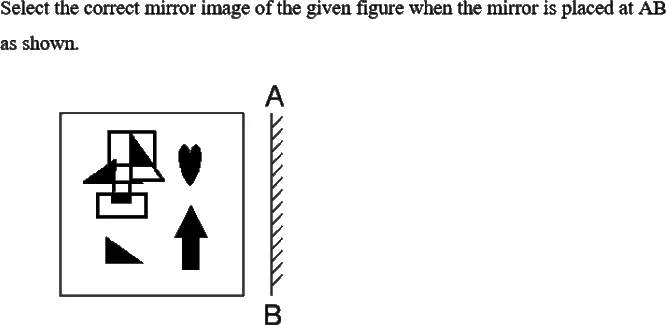 Select the correct mirror image of the given figure when the mirror is placed at AB
as shown.
A
B